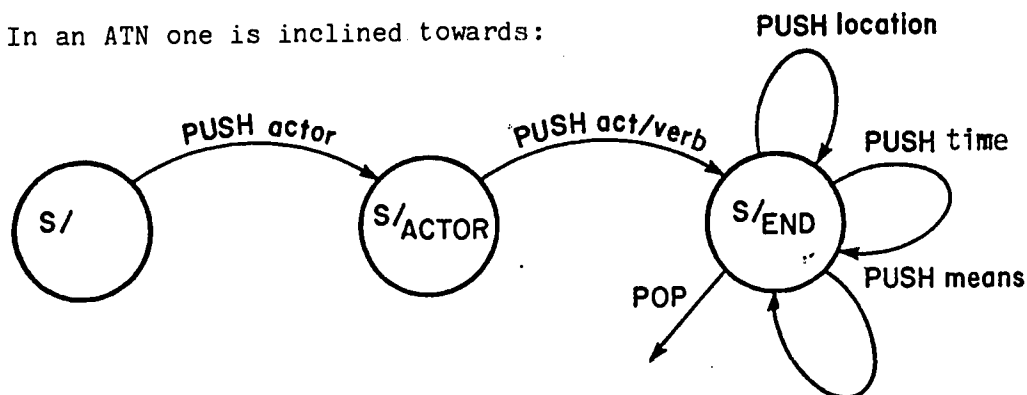 In an ATN one is inclined towards:
PUSH location
PUSH actor
PUSH act/verb
PUSH time
S/
S/ACTOR
S/END
PUSH means
POP